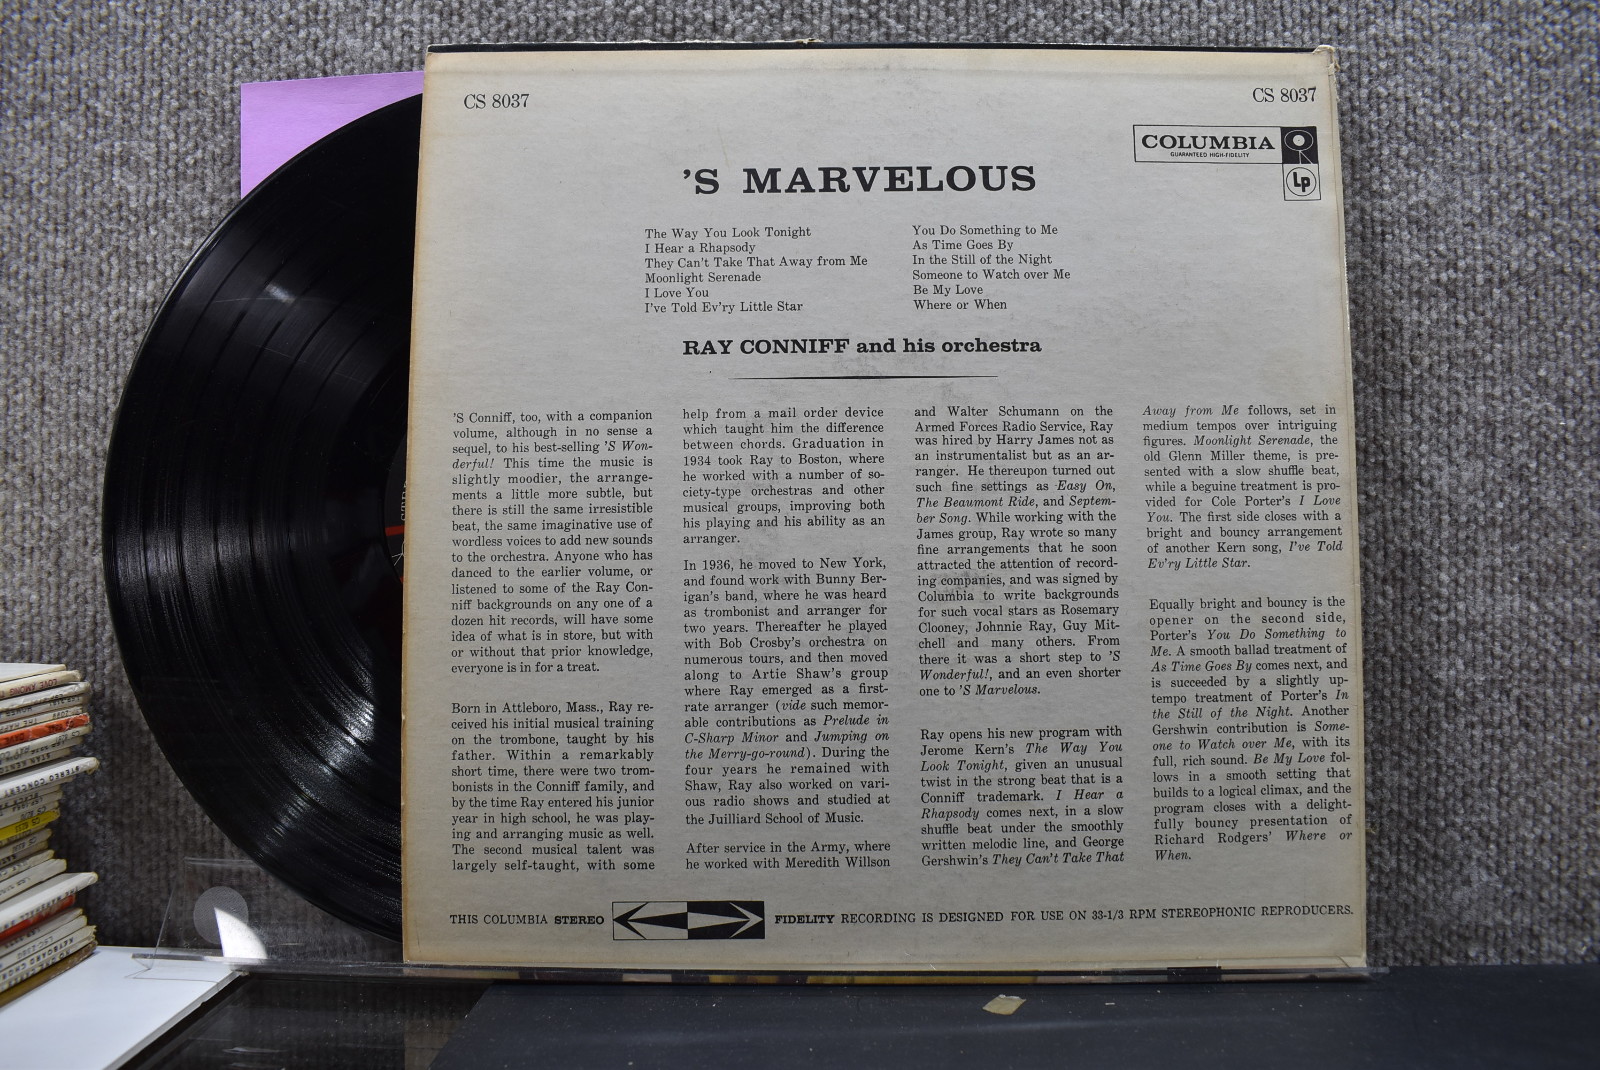 CS 8037
CS 8037
COLUMBIA
GUARANTEED HIGH-FIDELITY
Lp
'S MARVELOUS
The Way You Look Tonight
I Hear a Rhapsody
They Can't Take That Away from Me
Moonlight Serenade
I Love You
I've Told Ev'ry Little Star
You Do Something to Me
As Time Goes By
In the Still of the Night
Someone to Watch over Me
Be My Love
Where or When
RAY CONNIFF and his orchestra
'S Conniff, too, with a companion
volume, although in no sense a
sequel, to his best-selling 'S Won-
derful! This time the music is
slightly moodier, the arrange-
ments a little more subtle, but
there is still the same irresistible
beat, the same imaginative use of
wordless voices to add new sounds
to the orchestra. Anyone who has
danced to the earlier volume, or
listened to some of the Ray Con-
niff backgrounds on any one of a
dozen hit records, will have some
idea of what is in store, but with
or without that prior knowledge,
everyone is in for a treat.
Born in Attleboro, Mass., Ray re-
ceived his initial musical training
on the trombone, taught by his
father. Within a remarkably
short time, there were two trom-
bonists in the Conniff family, and
by the time Ray entered his junior
year in high school, he was play-
ing and arranging music as well.
The second musical talent was
largely self-taught, with some
help from a mail order device
which taught him the difference
between chords. Graduation in
1934 took Ray to Boston, where
he worked with a number of so-
ciety-type orchestras and other
musical groups, improving both
his playing and his ability as an
arranger.
In 1936, he moved to New York,
and found work with Bunny Ber-
igan's band, where he was heard
as trombonist and arranger for
two years. Thereafter he played
with Bob Crosby's orchestra on
numerous tours, and then moved
along to Artie Shaw's group
where Ray emerged as a first-
rate arranger (vide such memor-
able contributions as Prelude in
C-Sharp Minor and Jumping on
the Merry-go-round). During the
four years he remained with
Shaw, Ray also worked on vari-
ous radio shows and studied at
the Juilliard School of Music.
After service in the Army, where
he worked with Meredith Willson
and Walter Schumann on the
Armed Forces Radio Service, Ray
was hired by Harry James not as
an instrumentalist but as an ar-
ranger. He thereupon turned out
such fine settings as Easy On,
The Beaumont Ride, and Septem-
ber Song. While working with the
James group, Ray wrote so many
fine arrangements that he soon
attracted the attention of record-
ing companies, and was signed by
Columbia to write backgrounds
for such vocal stars as Rosemary
Clooney, Johnnie Ray, Guy Mit-
chell and many others. From
there it was a short step to 'S
Wonderful!, and an even shorter
one to 'S Marvelous.
Ray opens his new program with
Jerome Kern's The Way You
Look Tonight, given an unusual
twist in the strong beat that is a
Conniff trademark. I Hear a
Rhapsody comes next, in a slow
shuffle beat under the smoothly
written melodic line, and George
Gershwin's They Can't Take That
Away from Me follows, set in
medium tempos over intriguing
figures. Moonlight Serenade, the
old Glenn Miller theme, is pre-
sented with a slow shuffle beat,
while a beguine treatment is pro-
vided for Cole Porter's I Love
You. The first side closes with a
bright and bouncy arrangement
of another Kern song, I've Told
Ev'ry Little Star.
Equally bright and bouncy is the
opener on the second side,
Porter's You Do Something to
Me. A smooth ballad treatment of
As Time Goes By comes next, and
is succeeded by a slightly up-
tempo treatment of Porter's In
the Still of the Night. Another
Gershwin contribution is Some-
one to Watch over Me, with its
full, rich sound. Be My Love fol-
lows in a smooth setting that
builds to a logical climax, and the
program closes with a delight-
fully bouncy presentation of
Richard Rodgers' Where or
When.
THIS COLUMBIA STEREO FIDELITY RECORDING IS DESIGNED FOR USE ON 33-1/3 RPM STEREOPHONIC REPRODUCERS.